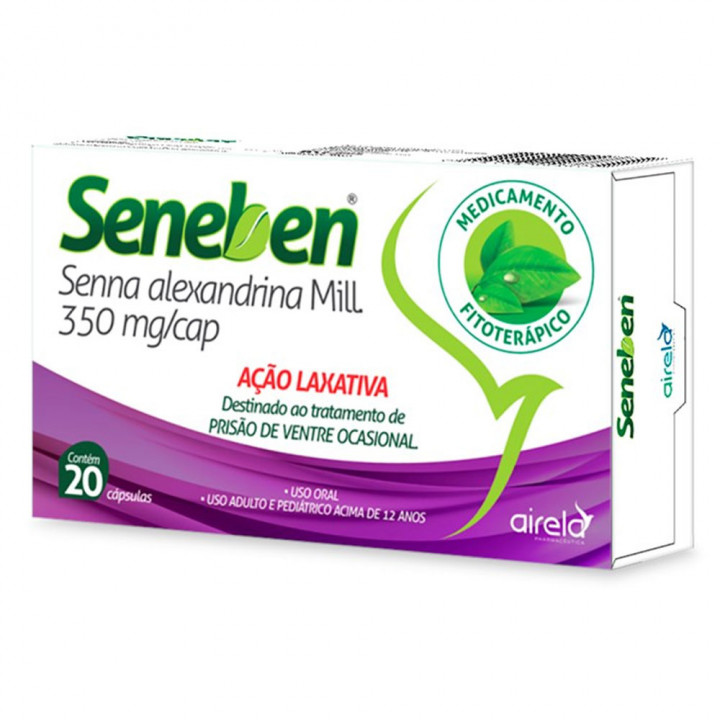 Seneben®
Senna alexandrina Mill.
350 mg/cap
MEDICAMENTO
FITOTERÁPICO
AÇÃO LAXATIVA
Destinado ao tratamento de
PRISÃO DE VENTRE OCASIONAL.
Contém
20 cápsulas
• USO ORAL
• USO ADULTO E PEDIÁTRICO ACIMA DE 12 ANOS
airela
PHARMACÊUTICA
Seneben®
airela